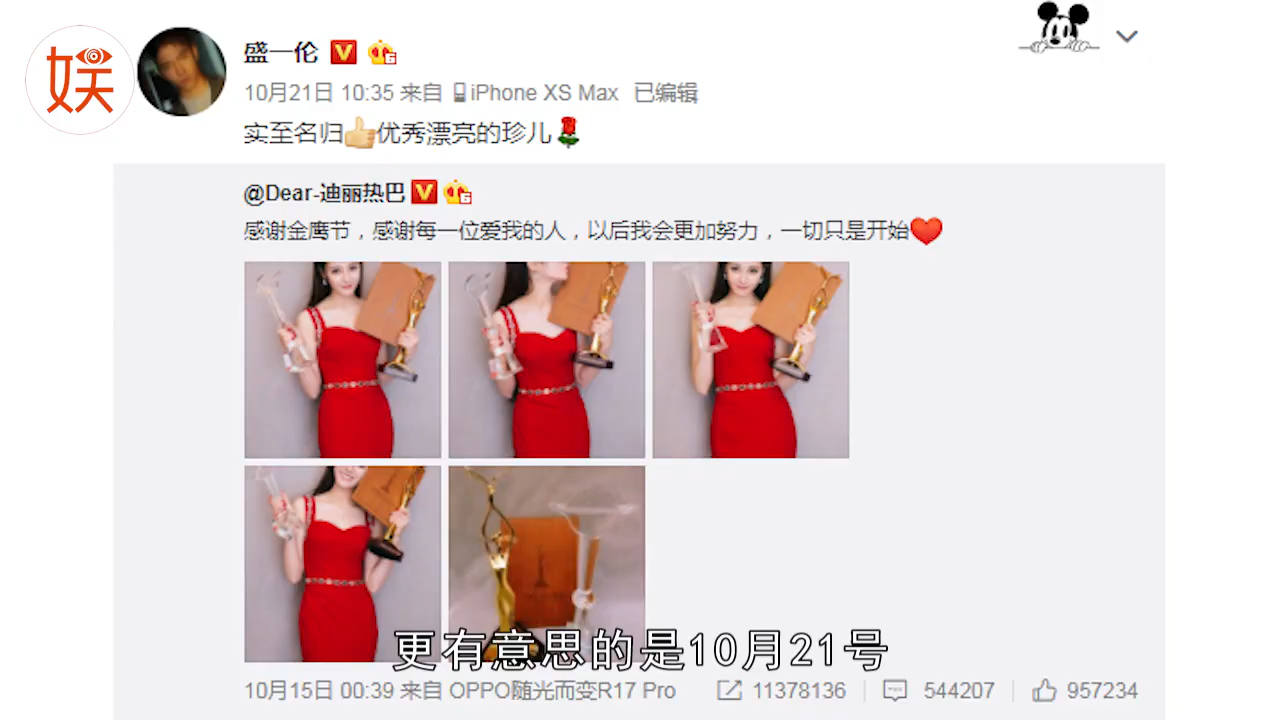 娱
盛一伦
10月21日 10:35 来自 iPhone XS Max 已编辑
实至名归👍优秀漂亮的珍儿🌹
@Dear-迪丽热巴
感谢金鹰节，感谢每一位爱我的人，以后我会更加努力，一切只是开始❤
更有意思的是10月21号
10月15日 00:39 来自 OPPO随光而变R17 Pro 11378136 544207 957234